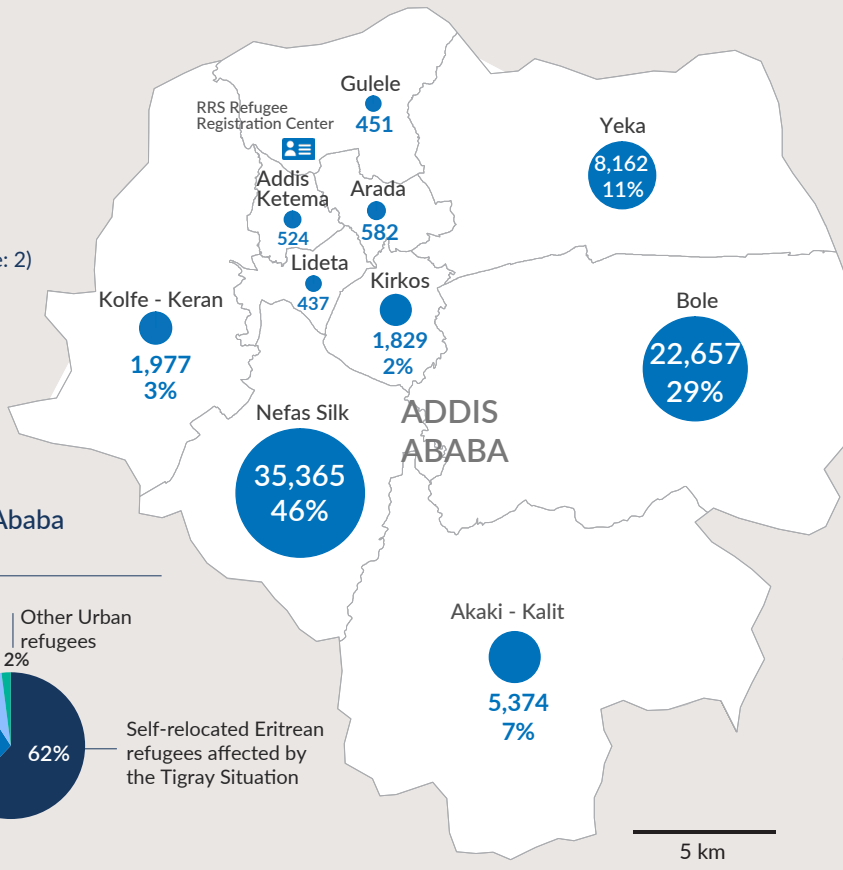 Gulele
451
RRS Refugee
Registration Center
Yeka
8,162
11%
Addis
Ketema
524
Arada
582
: 2)
Lideta
437
Kirkos
1,829
2%
Kolfe - Keran
1,977
3%
Bole
22,657
29%
Nefas Silk
35,365
46%
ADDIS
ABABA
Ababa
Other Urban
refugees
2%
Self-relocated Eritrean
refugees affected by
the Tigray Situation
62%
Akaki - Kalit
5,374
7%
5 km